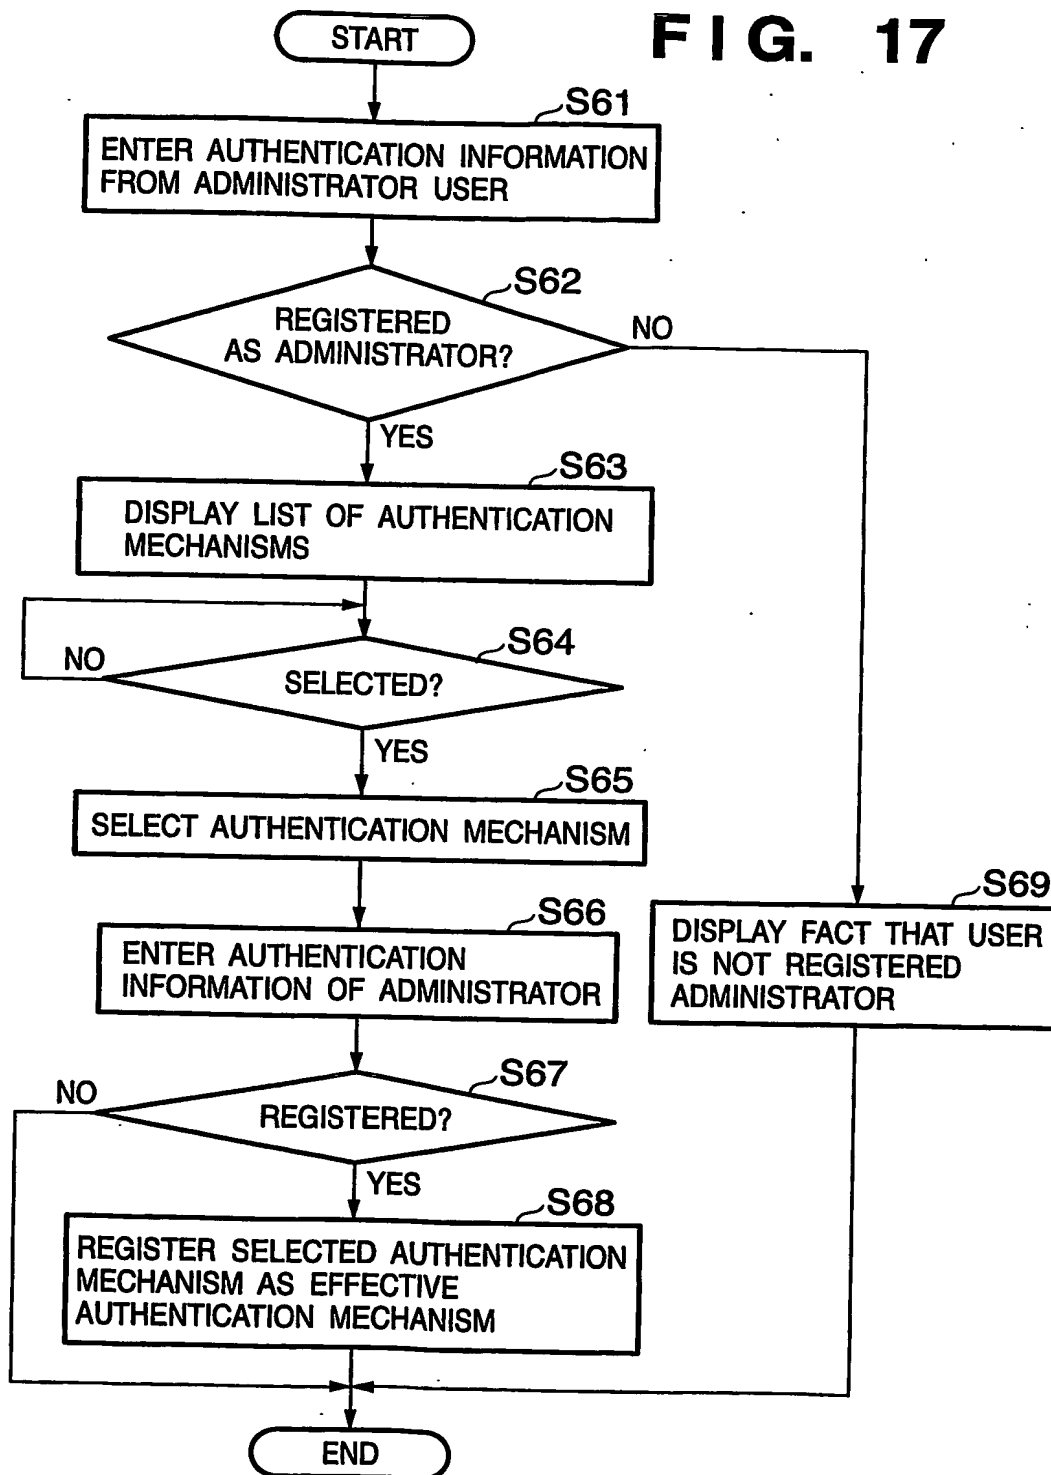 FIG. 17
START
S61
ENTER AUTHENTICATION INFORMATION
FROM ADMINISTRATOR USER
S62
REGISTERED
AS ADMINISTRATOR?
NO
YES
S63
DISPLAY LIST OF AUTHENTICATION
MECHANISMS
S64
NO
SELECTED?
YES
S65
SELECT AUTHENTICATION MECHANISM
S66
ENTER AUTHENTICATION
INFORMATION OF ADMINISTRATOR
S69
DISPLAY FACT THAT USER
IS NOT REGISTERED
ADMINISTRATOR
S67
NO
REGISTERED?
YES
S68
REGISTER SELECTED AUTHENTICATION
MECHANISM AS EFFECTIVE
AUTHENTICATION MECHANISM
END